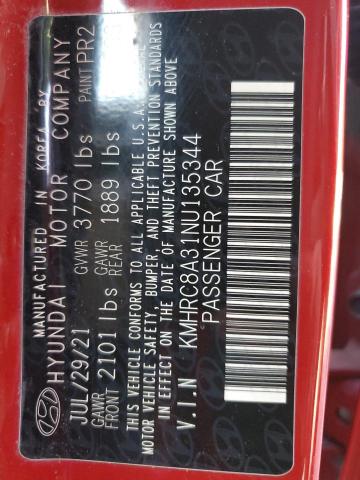 MANUFACTURED IN KOREA BY
HYUNDAI MOTOR COMPANY
JUL/29/21 GVWR 3770 lbs PAINT PR2
GAWR FRONT 2101 lbs GAWR REAR 1889 lbs
THIS VEHICLE CONFORMS TO ALL APPLICABLE U.S.A.
MOTOR VEHICLE SAFETY, BUMPER, AND THEFT PREVENTION STANDARDS
IN EFFECT ON THE DATE OF MANUFACTURE SHOWN ABOVE
V.I.N KMHRC8A31NU135344
PASSENGER CAR